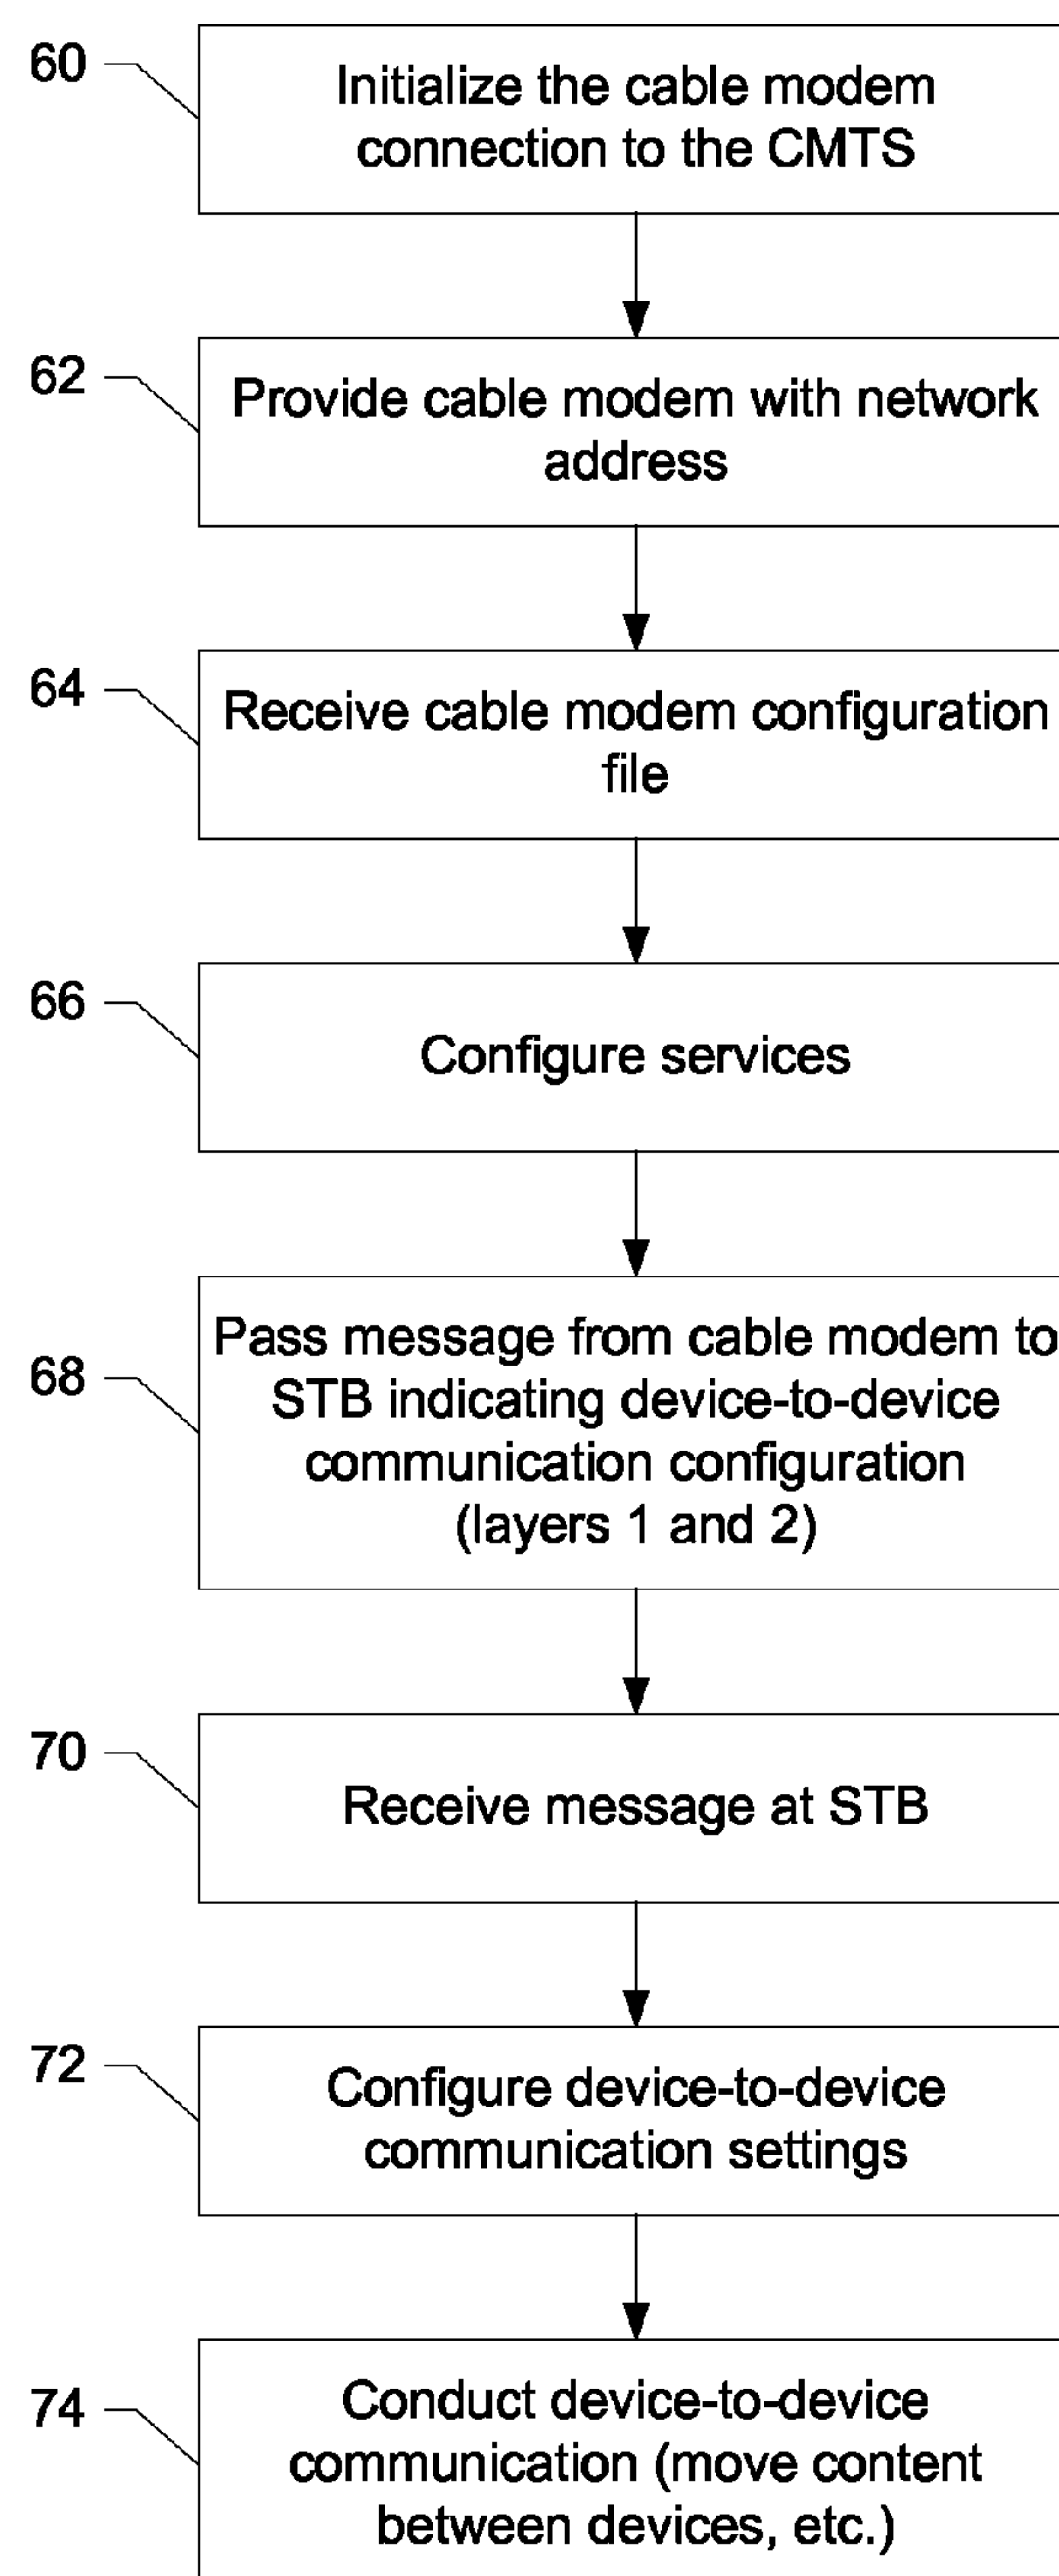 60
Initialize the cable modem
connection to the CMTS
62
Provide cable modem with network
address
64
Receive cable modem configuration
file
66
Configure services
68
Pass message from cable modem to
STB indicating device-to-device
communication configuration
(layers 1 and 2)
70
Receive message at STB
72
Configure device-to-device
communication settings
74
Conduct device-to-device
communication (move content
between devices, etc.)